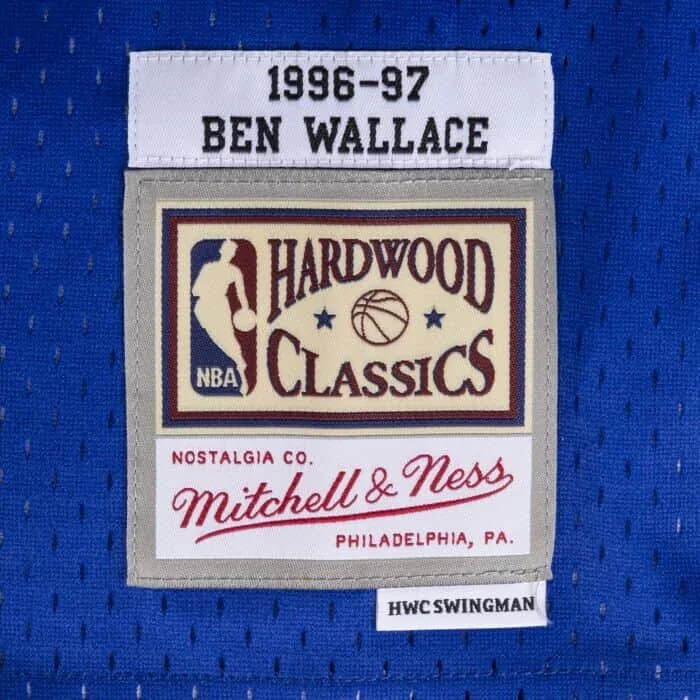 1996-97
BEN WALLACE
HARDWOOD
CLASSICS
NBA
NOSTALGIA CO.
Mitchell & Ness
PHILADELPHIA, PA.
HWC SWINGMAN